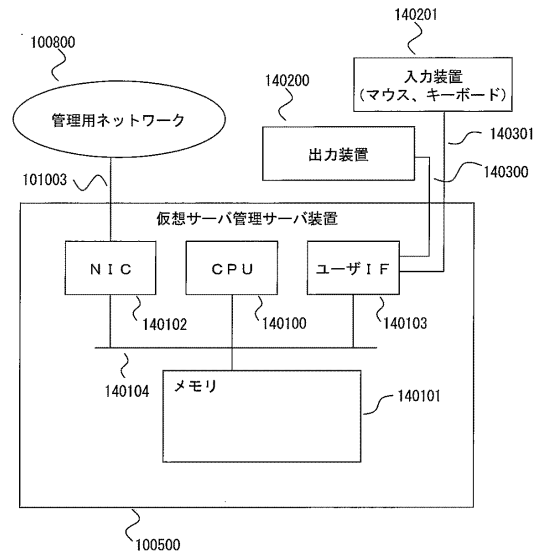 140201
100800
入力装置
(マウス、キーボード)
140200
管理用ネットワーク
出力装置
140301
140300
101003
仮想サーバ管理サーバ装置
ＮＩＣ
ＣＰＵ
ユーザＩＦ
140102
140100
140103
140104
メモリ
140101
100500